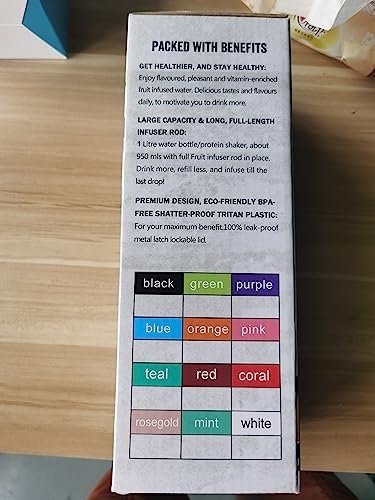 PACKED WITH BENEFITS
GET HEALTHIER, AND STAY HEALTHY:
Enjoy flavoured, pleasant and vitamin-enriched
fruit infused water. Delicious tastes and flavours
daily, to motivate you to drink more.
LARGE CAPACITY & LONG, FULL-LENGTH
INFUSER ROD:
1 Litre water bottle/protein shaker, about
950 mls with full Fruit infuser rod in place.
Drink more, refill less, and infuse till the
last drop!
PREMIUM DESIGN, ECO-FRIENDLY BPA-
FREE SHATTER-PROOF TRITAN PLASTIC:
For your maximum benefit.100% leak-proof
metal latch lockable lid.
black green purple
blue orange pink
teal red coral
rosegold mint white